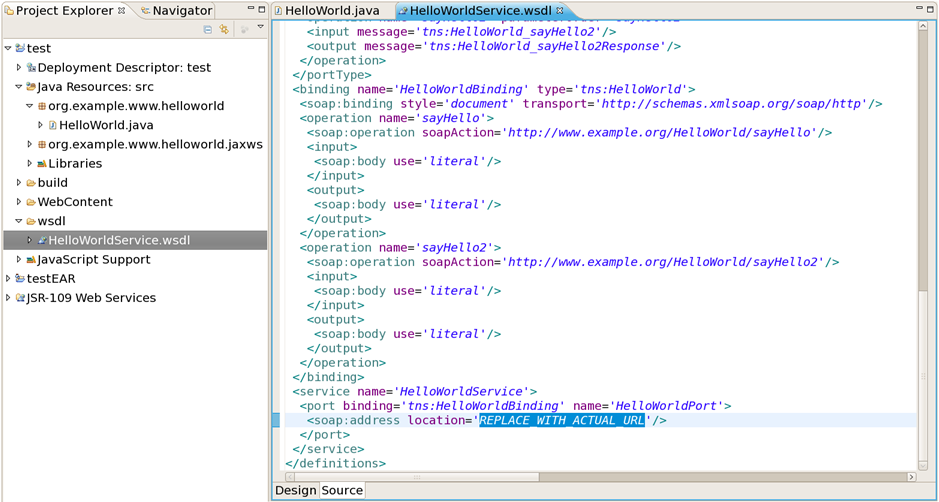 Project Explorer
Navigator
test
Deployment Descriptor: test
Java Resources: src
org.example.www.helloworld
HelloWorld.java
org.example.www.helloworld.jaxws
Libraries
build
WebContent
wsdl
HelloWorldService.wsdl
JavaScript Support
testEAR
JSR-109 Web Services
HelloWorld.java
HelloWorldService.wsdl
<input message='tns:HelloWorld_sayHello2'/>
<output message='tns:HelloWorld_sayHello2Response'/>
</operation>
</portType>
<binding name='HelloWorldBinding' type='tns:HelloWorld'>
<soap:binding style='document' transport='http://schemas.xmlsoap.org/soap/http'/>
<operation name='sayHello'>
<soap:operation soapAction='http://www.example.org/HelloWorld/sayHello'/>
<input>
<soap:body use='literal'/>
</input>
<output>
<soap:body use='literal'/>
</output>
</operation>
<operation name='sayHello2'>
<soap:operation soapAction='http://www.example.org/HelloWorld/sayHello2'/>
<input>
<soap:body use='literal'/>
</input>
<output>
<soap:body use='literal'/>
</output>
</operation>
</binding>
<service name='HelloWorldService'>
<port binding='tns:HelloWorldBinding' name='HelloWorldPort'>
<soap:address location='REPLACE_WITH_ACTUAL_URL'/>
</port>
</service>
</definitions>
Design Source